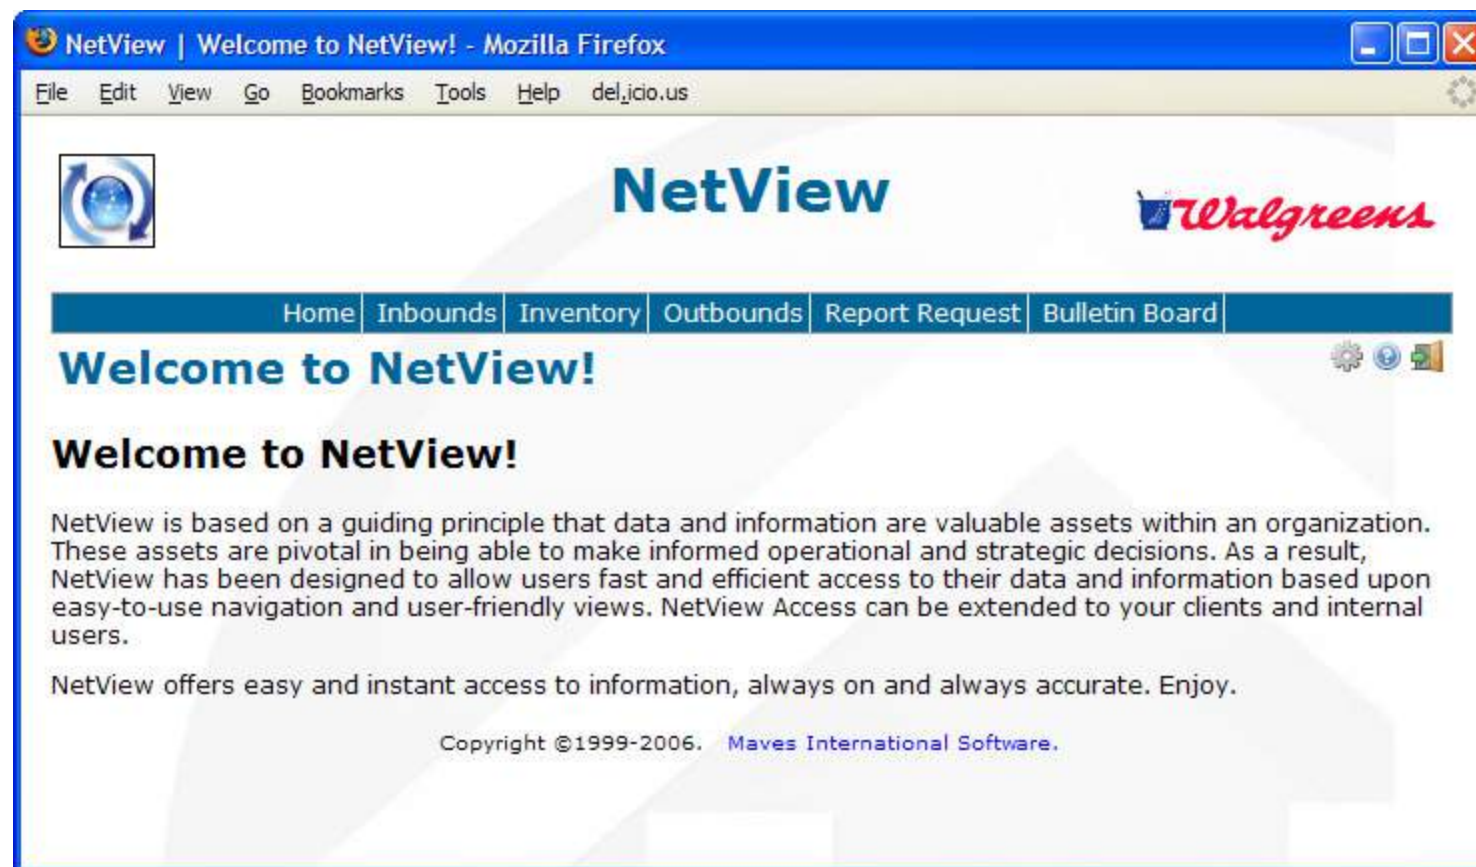 NetView | Welcome to NetView! - Mozilla Firefox
File Edit View Go Bookmarks Tools Help del.icio.us
NetView
Walgreens
Home Inbounds Inventory Outbounds Report Request Bulletin Board
Welcome to NetView!
Welcome to NetView!
NetView is based on a guiding principle that data and information are valuable assets within an organization.
These assets are pivotal in being able to make informed operational and strategic decisions. As a result,
NetView has been designed to allow users fast and efficient access to their data and information based upon
easy-to-use navigation and user-friendly views. NetView Access can be extended to your clients and internal
users.
NetView offers easy and instant access to information, always on and always accurate. Enjoy.
Copyright ©1999-2006. Maves International Software.